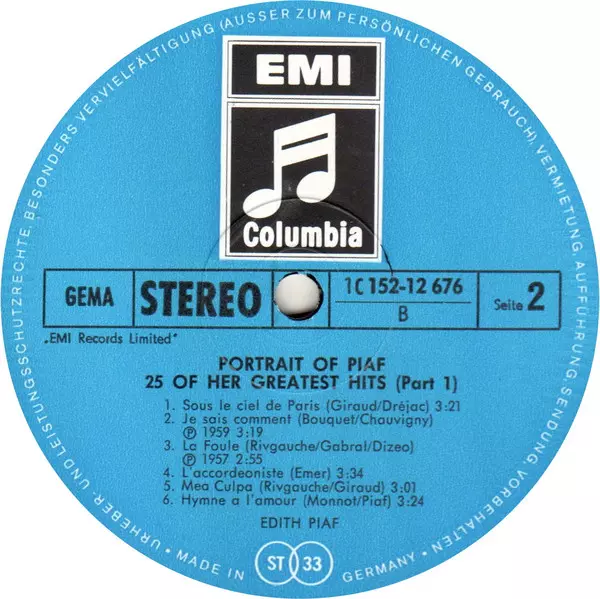 URHEBER- UND LEISTUNGSSCHUTZRECHTE, BESONDERS VERVIELFÄLTIGUNG (AUSSER ZUM PERSÖNLICHEN GEBRAUCH), VERMIETUNG, AUFFÜHRUNG, SENDUNG, VORBEHALTEN
EMI
Columbia
GEMA STEREO 1C 152-12 676 Seite 2
B
„EMI Records Limited"
PORTRAIT OF PIAF
25 OF HER GREATEST HITS (Part 1)
1. Sous le ciel de Paris (Giraud/Dréjac) 3:21
2. Je sais comment (Bouquet/Chauvigny)
Ⓟ 1959 3:19
3. La Foule (Rivgauche/Gabral/Dizeo)
Ⓟ 1957 2:55
4. L'accordeoniste (Emer) 3:34
5. Mea Culpa (Rivgauche/Giraud) 3:01
6. Hymne a l'amour (Monnot/Piaf) 3:24
EDITH PIAF
• MADE IN ST 33 GERMANY •